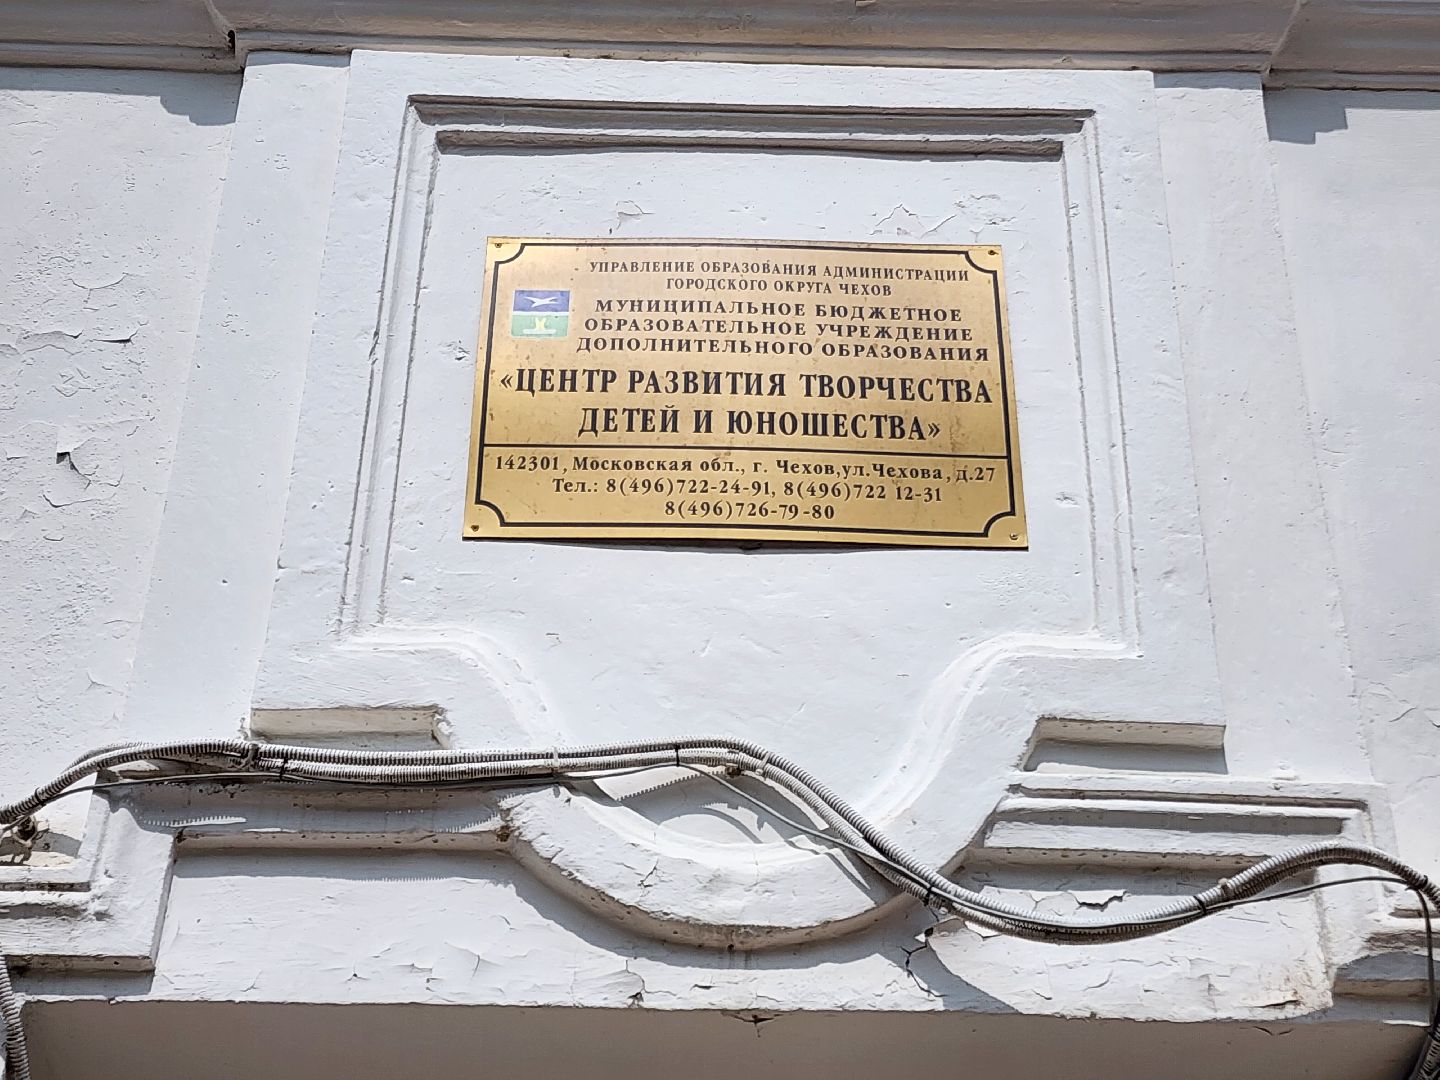 УПРАВЛЕНИЕ ОБРАЗОВАНИЯ АДМИНИСТРАЦИИ
ГОРОДСКОГО ОКРУГА ЧЕХОВ
МУНИЦИПАЛЬНОЕ БЮДЖЕТНОЕ
ОБРАЗОВАТЕЛЬНОЕ УЧРЕЖДЕНИЕ
ДОПОЛНИТЕЛЬНОГО ОБРАЗОВАНИЯ
«ЦЕНТР РАЗВИТИЯ ТВОРЧЕСТВА
ДЕТЕЙ И ЮНОШЕСТВА»
142301, Московская обл., г. Чехов,ул.Чехова, д.27
Тел.: 8(496)722-24-91, 8(496)722 12-31
8(496)726-79-80